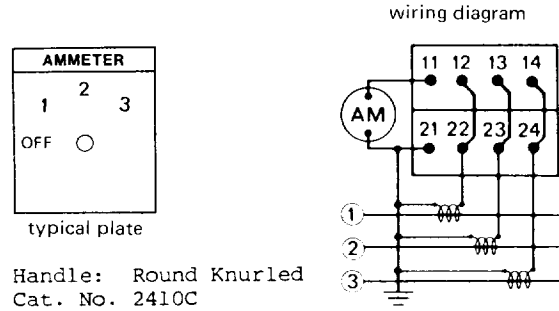 wiring diagram
AMMETER
1 2 3
OFF
typical plate
Handle: Round Knurled
Cat. No. 2410C
11 12 13 14
AM
21 22 23 24
1
2
3